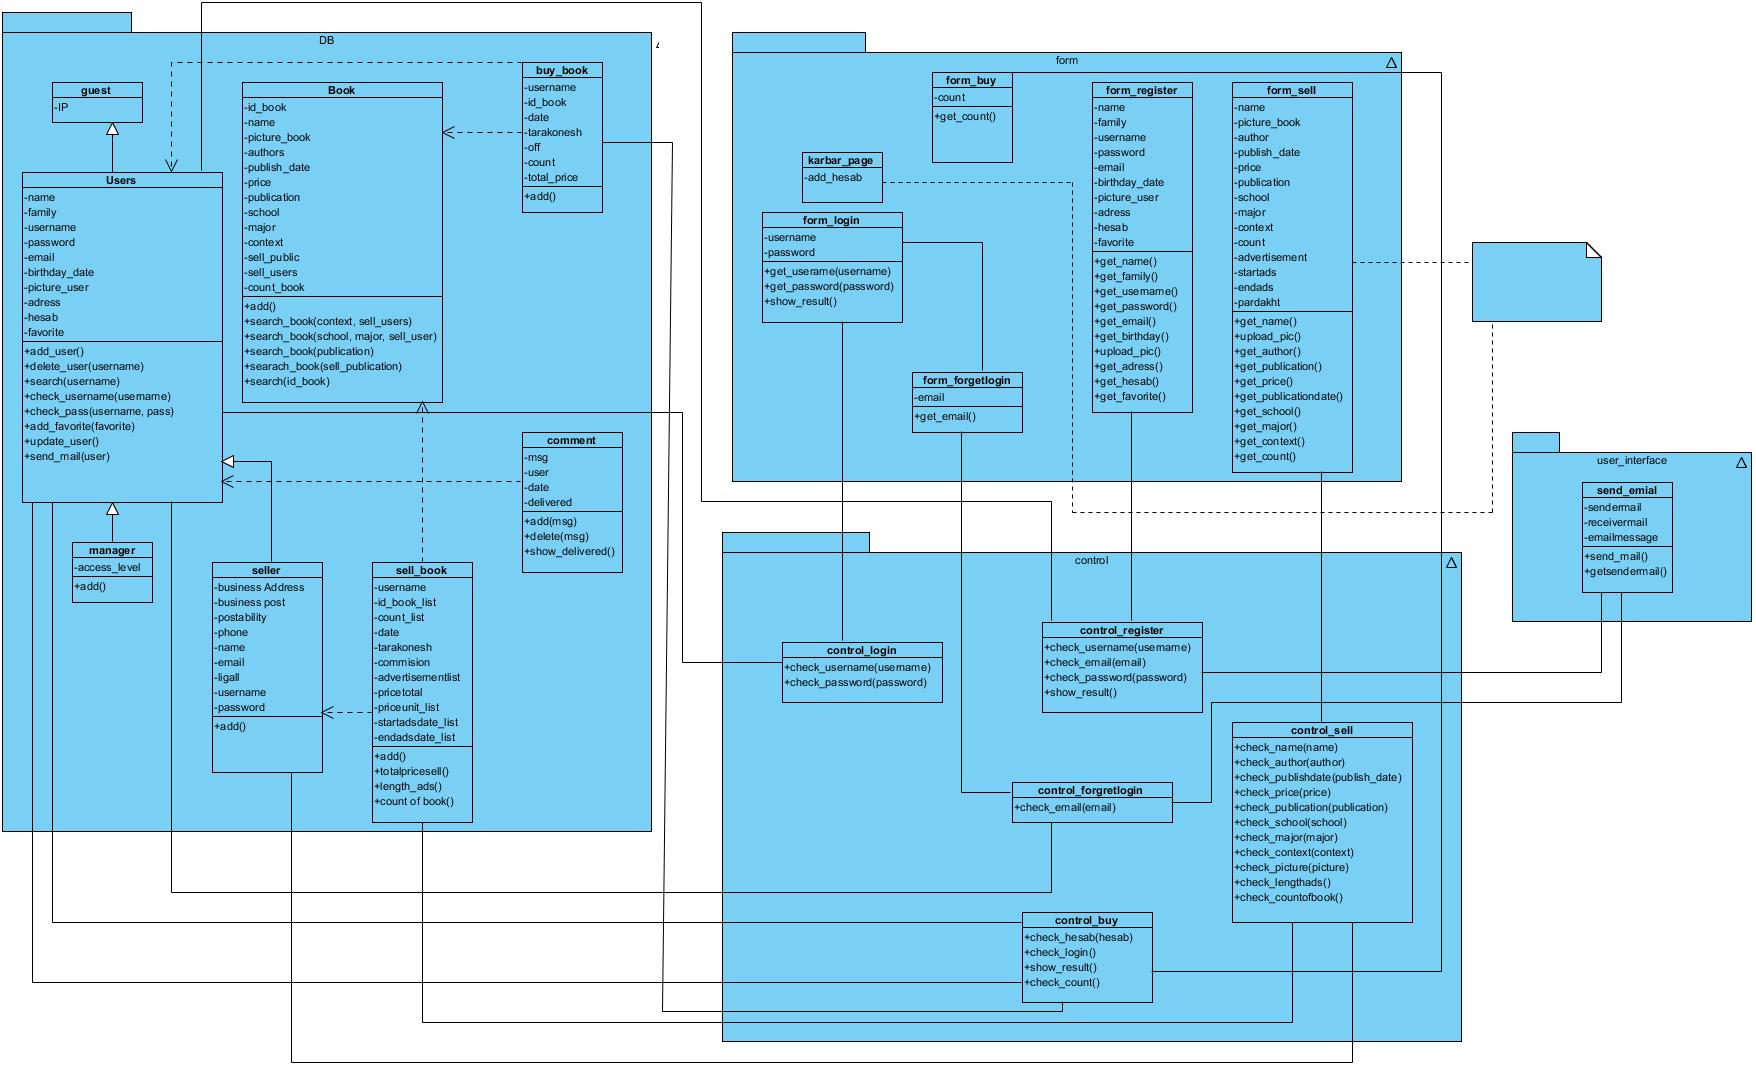 DB
guest
-IP
Users
-name
-family
-username
-password
-email
-birthday_date
-picture_user
-adress
-hesab
-favorite
+add_user()
+delete_user(username)
+search(username)
+check_username(username)
+check_pass(username, pass)
+add_favorite(favorite)
+update_user()
+send_mail(user)
manager
-access_level
+add()
Book
-id_book
-name
-picture_book
-authors
-publish_date
-price
-publication
-school
-major
-context
-sell_public
-sell_users
-count_book
+add()
+search_book(context, sell_users)
+search_book(school, major, sell_user)
+search_book(publication)
+searach_book(sell_publication)
+search(id_book)
buy_book
-username
-id_book
-date
-tarakonesh
-off
-count
-total_price
+add()
comment
-msg
-user
-date
-delivered
+add(msg)
+delete(msg)
+show_delivered()
seller
-business Address
-business post
-postability
-phone
-name
-email
-ligall
-username
-password
+add()
sell_book
-username
-id_book_list
-count_list
-date
-tarakonesh
-commision
-advertisementlist
-pricetotal
-priceunit_list
-startadsdate_list
-endadsdate_list
+add()
+totalpricesell()
+length_ads()
+count of book()
form
form_buy
-count
+get_count()
karbar_page
-add_hesab
form_login
-username
-password
+get_userame(username)
+get_password(password)
+show_result()
form_forgetlogin
-email
+get_email()
form_register
-name
-family
-username
-password
-email
-birthday_date
-picture_user
-adress
-hesab
-favorite
+get_name()
+get_family()
+get_username()
+get_password()
+get_email()
+get_birthday()
+upload_pic()
+get_adress()
+get_hesab()
+get_favorite()
form_sell
-name
-picture_book
-author
-publish_date
-price
-publication
-school
-major
-context
-count
-advertisement
-startads
-endads
-pardakht
+get_name()
+upload_pic()
+get_author()
+get_publication()
+get_price()
+get_publicationdate()
+get_school()
+get_major()
+get_context()
+get_count()
user_interface
send_emial
-sendermail
-receivermail
-emailmessage
+send_mail()
+getsendermail()
control
control_login
+check_username(username)
+check_password(password)
control_register
+check_username(username)
+check_email(email)
+check_password(password)
+show_result()
control_forgretlogin
+check_email(email)
control_sell
+check_name(name)
+check_author(author)
+check_publishdate(publish_date)
+check_price(price)
+check_publication(publication)
+check_school(school)
+check_major(major)
+check_context(context)
+check_picture(picture)
+check_lengthads()
+check_countofbook()
control_buy
+check_hesab(hesab)
+check_login()
+show_result()
+check_count()